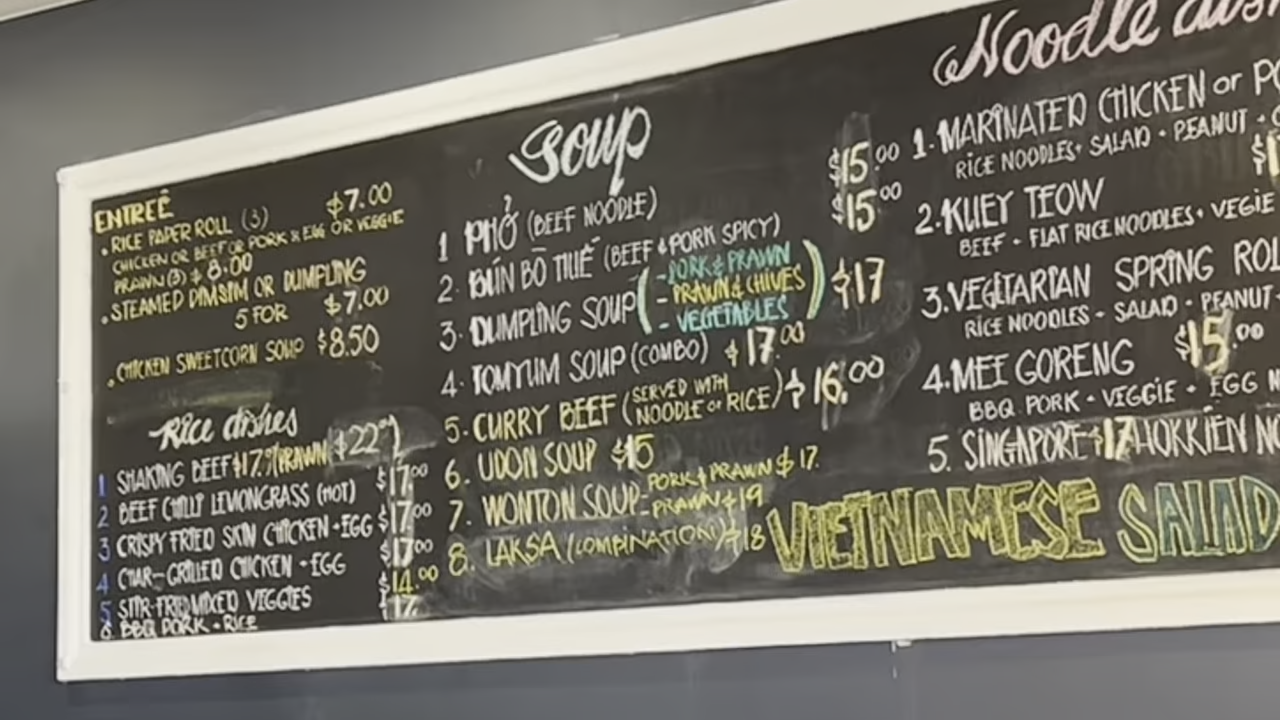 ENTREÉ
• RICE PAPER ROLL (3) $7.00
CHICKEN OR BEEF OR PORK & EGG OR VEGGIE
PRAWN (3) $8.00
• STEAMED DIMSIM OR DUMPLING
5 FOR $7.00
• CHICKEN SWEETCORN SOUP $8.50
Rice dishes
1 SHAKING BEEF $17. (PRAWN $22)
2 BEEF CHILLY LEMONGRASS (HOT) $17.00
3 CRISPY FRIED SKIN CHICKEN + EGG $17.00
4 CHAR-GRILLED CHICKEN + EGG $17.00
5 STIR-FRIED MIXED VEGGIES $14.00
6 BBQ PORK + RICE $17.
Soup
1 PHỞ (BEEF NOODLE) $15.00
2. BÚN BÒ HUẾ (BEEF & PORK SPICY) $15.00
3. DUMPLING SOUP (- PORK & PRAWN
- PRAWN & CHIVES
- VEGETABLES) $17
4. TOMYUM SOUP (COMBO) $17.00
5. CURRY BEEF (SERVED WITH
NOODLE or RICE) $16.00
6. UDON SOUP $15
7. WONTON SOUP - PORK & PRAWN $17.
- PRAWN $19
8. LAKSA (COMBINATION) $18
Noodle dish
1. MARINATED CHICKEN or PO
RICE NOODLES + SALAD + PEANUT +
2. KUEY TEOW
BEEF + FLAT RICE NOODLES + VEGIE
3. VEGETARIAN SPRING ROL
RICE NOODLES + SALAD + PEANUT +
4. MEE GORENG $15.00
BBQ PORK + VEGGIE + EGG N
5. SINGAPORE $17 HOKKIEN NO
VIETNAMESE SALAD